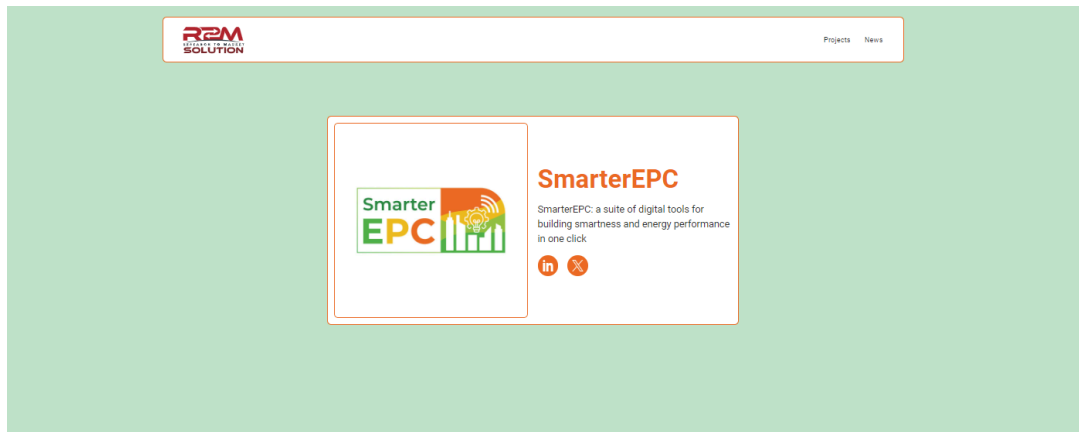 R2M
RESEARCH TO MARKET
SOLUTION
Projects News
Smarter
EPC
SmarterEPC
SmarterEPC: a suite of digital tools for
building smartness and energy performance
in one click
in X